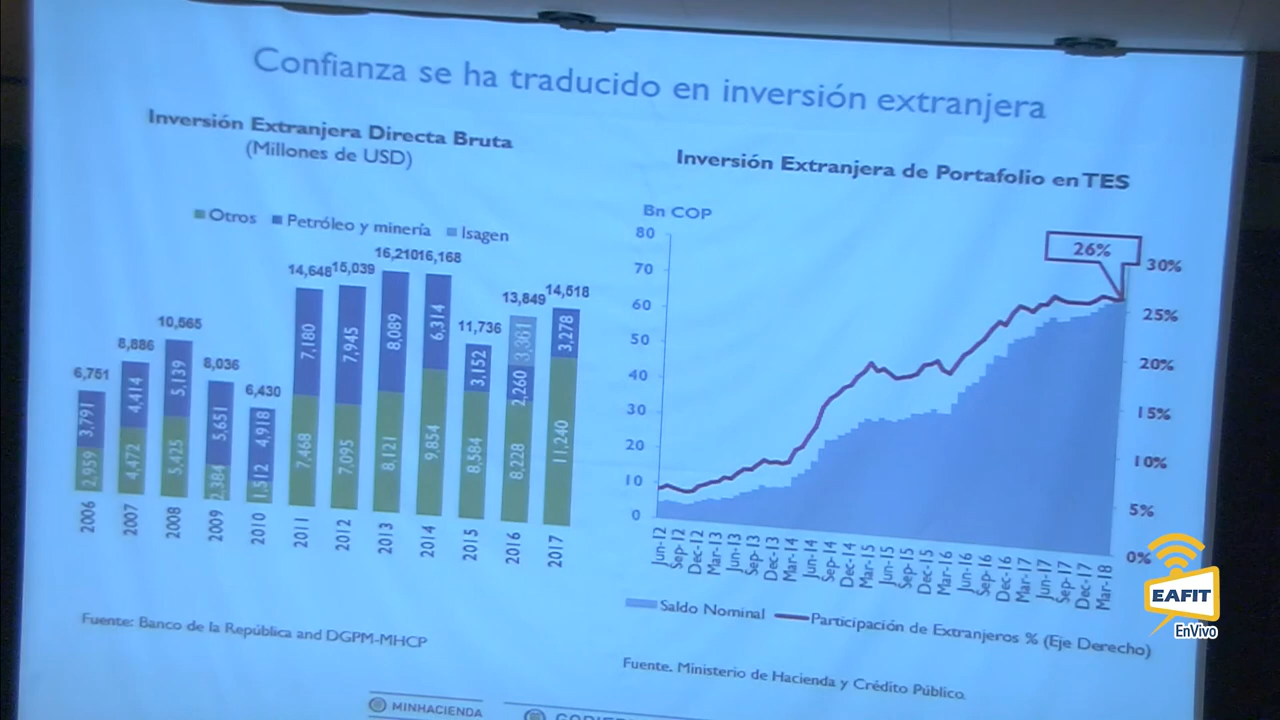 Confianza se ha traducido en inversión extranjera
Inversión Extranjera Directa Bruta
(Millones de USD)
Otros Petróleo y minería Isagen
6,751 8,886 10,565 8,036 6,430 14,648 15,039 16,210 16,168 11,736 13,849 14,518
3,791 4,414 5,139 5,651 4,918 7,180 7,945 8,089 6,314 3,152 2,260 3,361 3,278
2,959 4,472 5,425 2,384 1,512 7,468 7,095 8,121 9,854 8,584 8,228 11,240
2006 2007 2008 2009 2010 2011 2012 2013 2014 2015 2016 2017
Fuente: Banco de la República and DGPM-MHCP
Inversión Extranjera de Portafolio en TES
Bn COP
80
70
60
50
40
30
20
10
0
26%
30%
25%
20%
15%
10%
5%
0%
Jun-12 Sep-12 Dec-12 Mar-13 Jun-13 Sep-13 Dec-13 Mar-14 Jun-14 Sep-14 Dec-14 Mar-15 Jun-15 Sep-15 Dec-15 Mar-16 Jun-16 Sep-16 Dec-16 Mar-17 Jun-17 Sep-17 Dec-17 Mar-18
Saldo Nominal Participación de Extranjeros % (Eje Derecho)
Fuente. Ministerio de Hacienda y Crédito Público.
MINHACIENDA
EAFIT
EnVivo